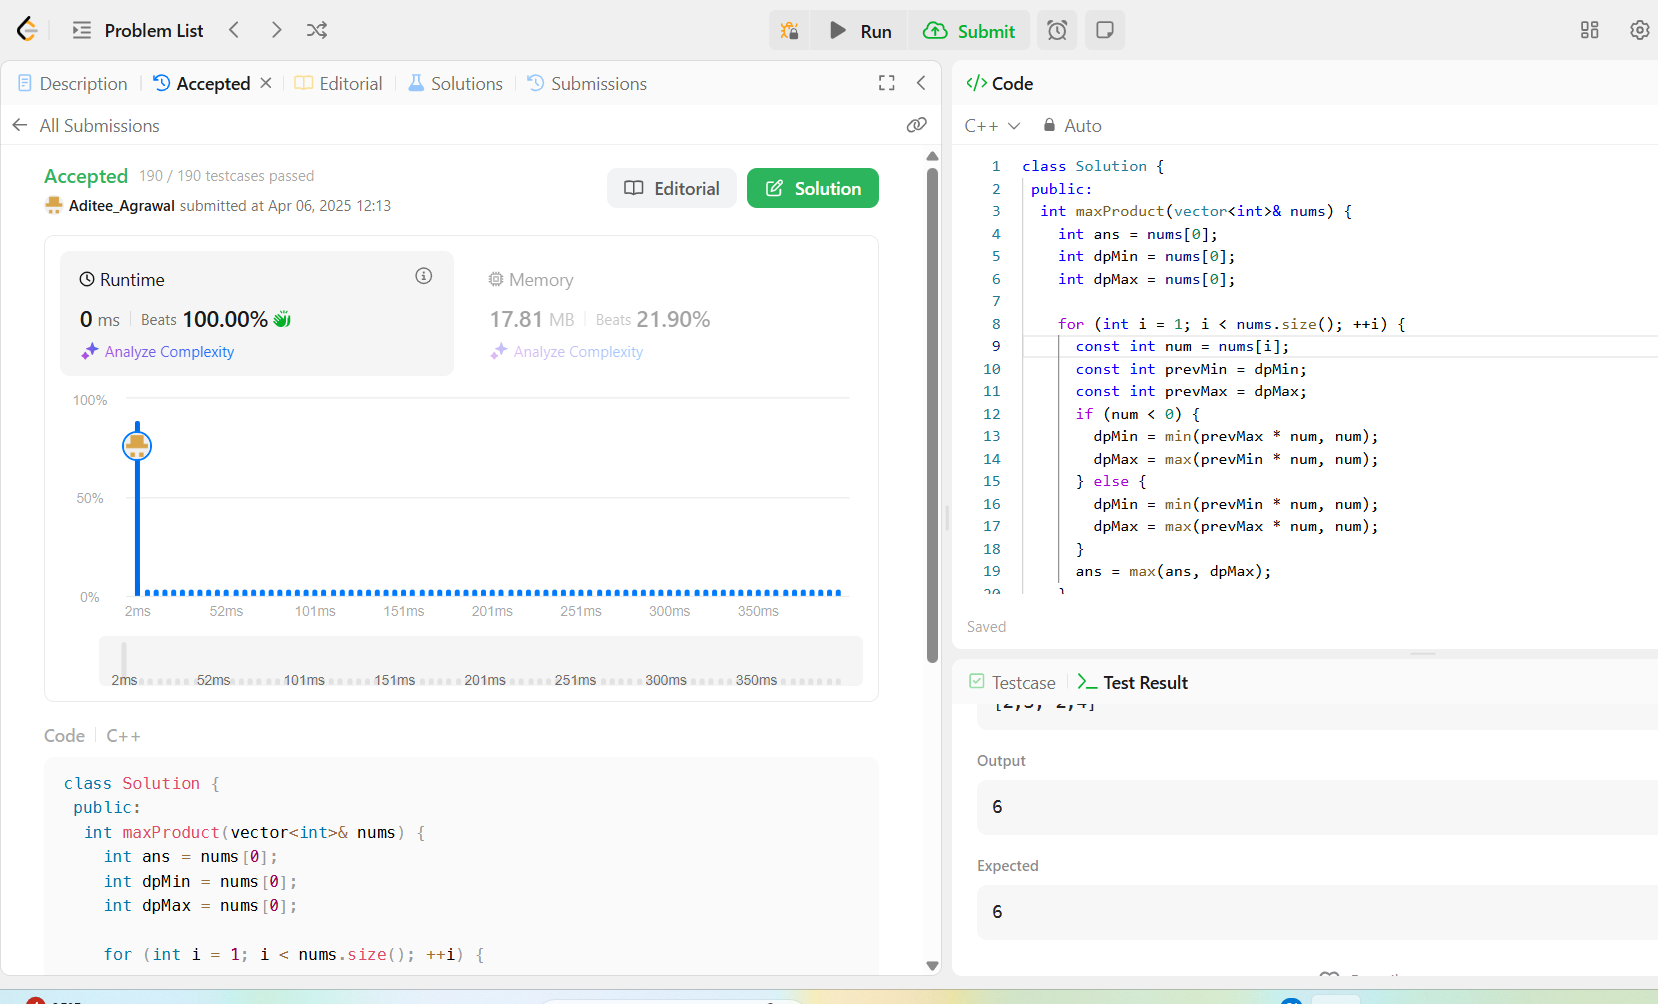 Problem List
Run
Submit
Description
Accepted
Editorial
Solutions
Submissions
All Submissions
Accepted 190 / 190 testcases passed
Aditee_Agrawal submitted at Apr 06, 2025 12:13
Editorial
Solution
Runtime
0 ms Beats 100.00%
Analyze Complexity
Memory
17.81 MB Beats 21.90%
Analyze Complexity
100%
50%
0%
2ms 52ms 101ms 151ms 201ms 251ms 300ms 350ms
2ms 52ms 101ms 151ms 201ms 251ms 300ms 350ms
Code C++
class Solution {
public:
int maxProduct(vector<int>& nums) {
int ans = nums[0];
int dpMin = nums[0];
int dpMax = nums[0];
for (int i = 1; i < nums.size(); ++i) {
</> Code
C++ Auto
1 class Solution {
2 public:
3 int maxProduct(vector<int>& nums) {
4 int ans = nums[0];
5 int dpMin = nums[0];
6 int dpMax = nums[0];
7
8 for (int i = 1; i < nums.size(); ++i) {
9 const int num = nums[i];
10 const int prevMin = dpMin;
11 const int prevMax = dpMax;
12 if (num < 0) {
13 dpMin = min(prevMax * num, num);
14 dpMax = max(prevMin * num, num);
15 } else {
16 dpMin = min(prevMin * num, num);
17 dpMax = max(prevMax * num, num);
18 }
19 ans = max(ans, dpMax);
20 }
Saved
Testcase
Test Result
Output
6
Expected
6